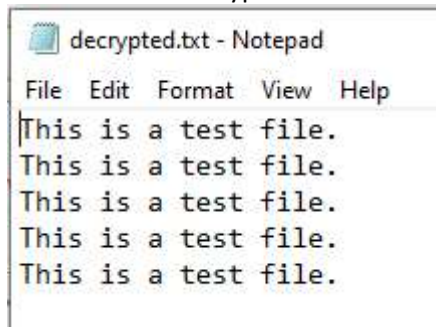 decrypted.txt - Notepad
File Edit Format View Help
This is a test file.
This is a test file.
This is a test file.
This is a test file.
This is a test file.